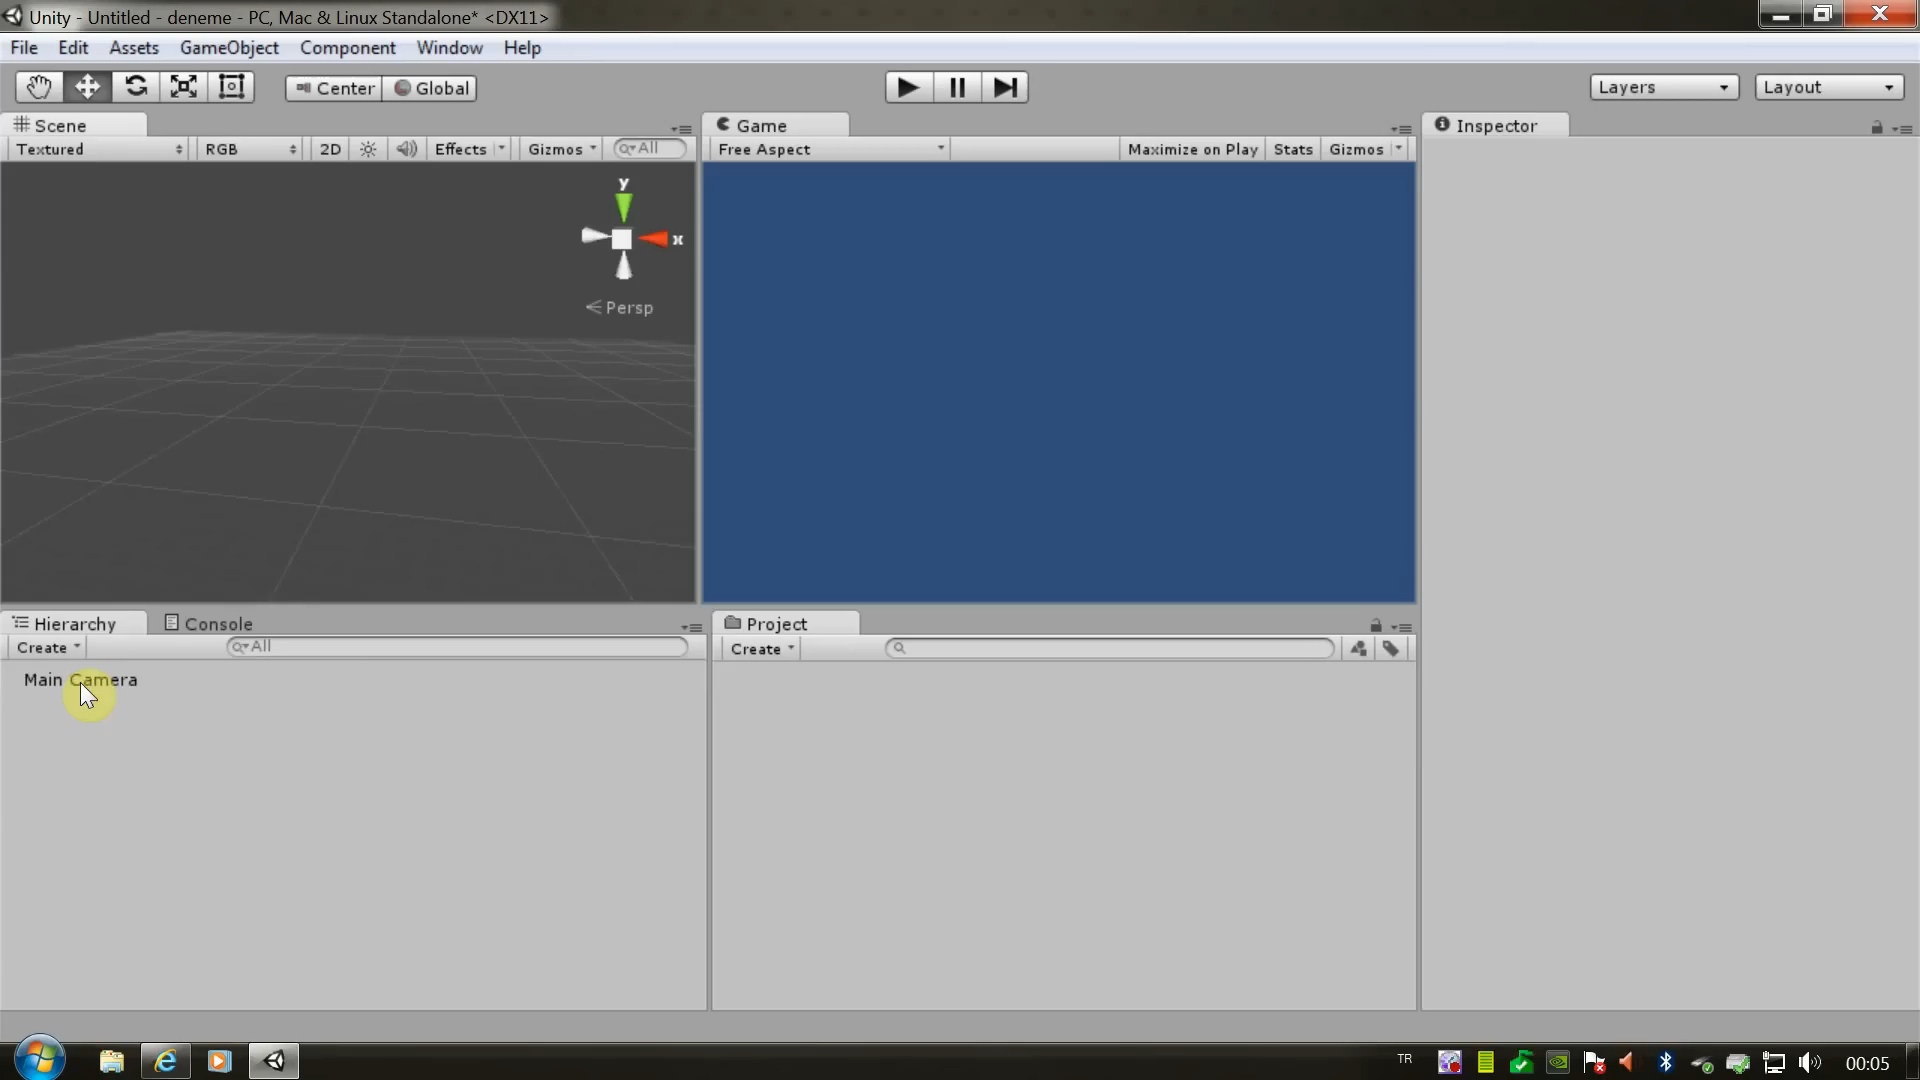 Unity - Untitled - deneme - PC, Mac & Linux Standalone* <DX11>
File Edit Assets GameObject Component Window Help
Center Global Layers Layout
Scene Game Inspector
Textured RGB 2D Effects Gizmos All Free Aspect Maximize on Play Stats Gizmos
y
x
Persp
Hierarchy Console Project
Create All Create
Main Camera
TR 00:05